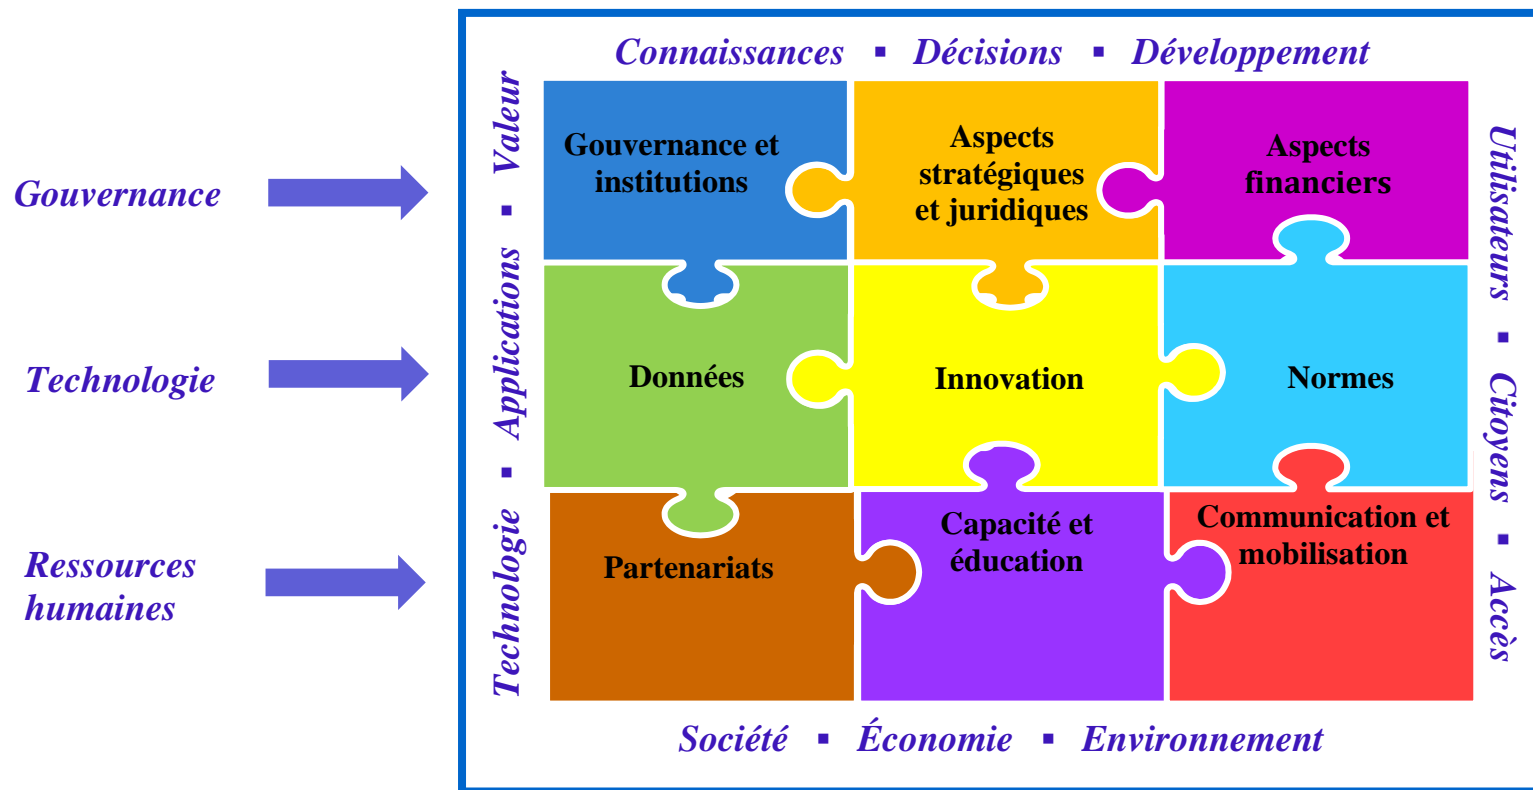 Connaissances ▪ Décisions ▪ Développement
Gouvernance
Technologie
Ressources
humaines
Technologie ▪ Applications ▪ Valeur
Gouvernance et
institutions
Aspects
stratégiques
et juridiques
Aspects
financiers
Données
Innovation
Normes
Partenariats
Capacité et
éducation
Communication et
mobilisation
Utilisateurs ▪ Citoyens ▪ Accès
Société ▪ Économie ▪ Environnement